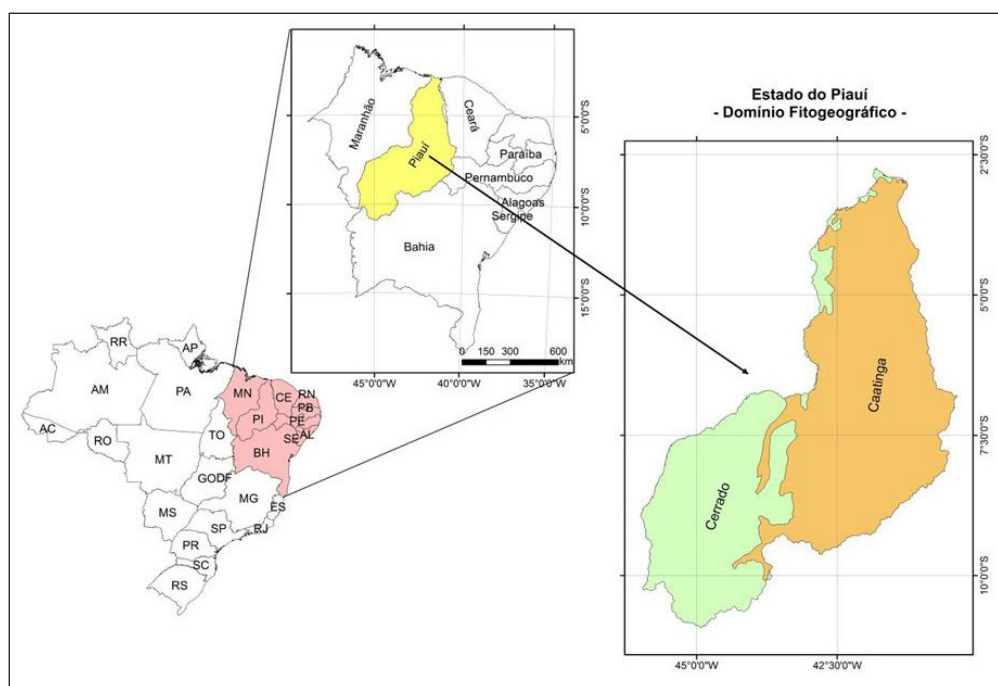 RR
AP
AM
PA
MN
CE
RN
PB
PI
PE
AL
AC
RO
TO
SE
BH
MT
GO
DF
MG
MS
ES
SP
RJ
PR
SC
RS
Maranhão
Ceará
Piauí
Paraíba
Pernambuco
Alagoas
Sergipe
Bahia
5°0'0"S
10°0'0"S
15°0'0"S
0 150 300 600
km
45°0'0"W 40°0'0"W 35°0'0"W
Estado do Piauí
- Domínio Fitogeográfico -
Caatinga
Cerrado
2°30'0"S
5°0'0"S
7°30'0"S
10°0'0"S
45°0'0"W 42°30'0"W